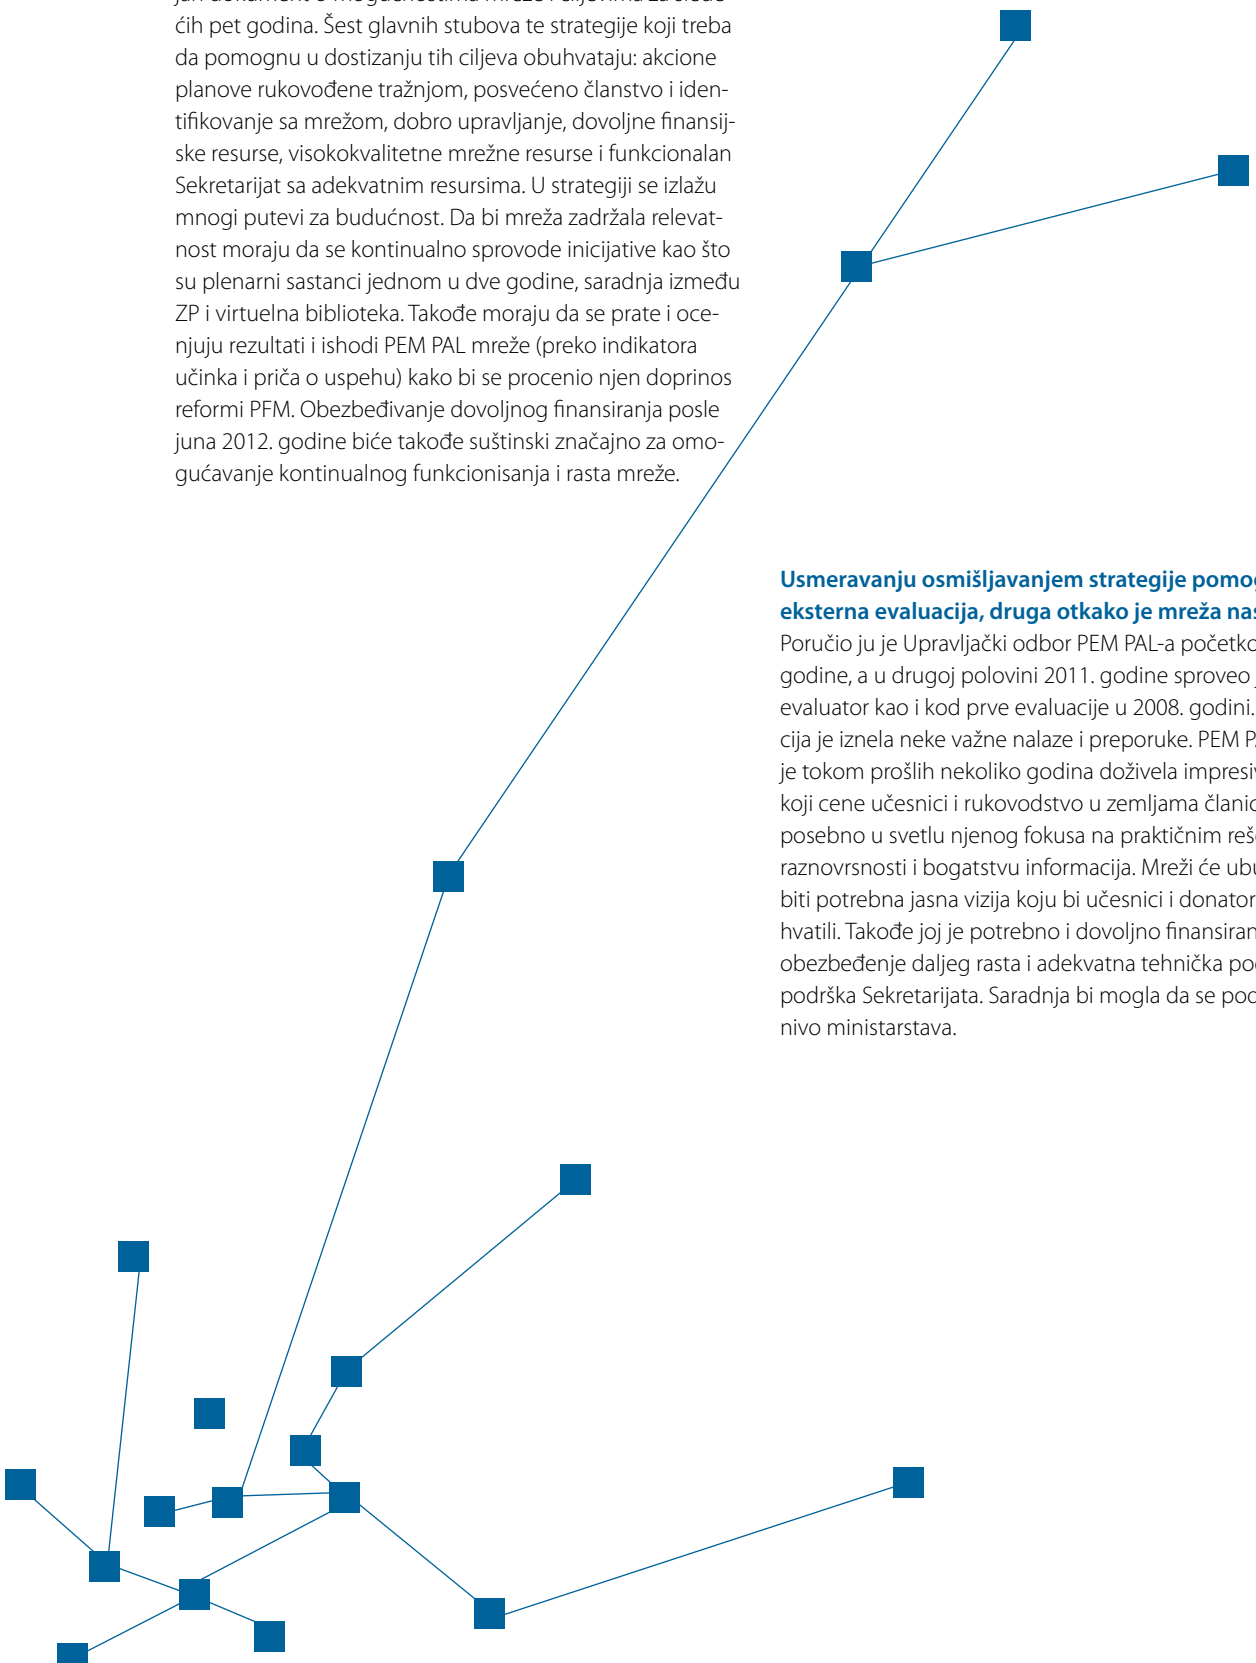 jan dokument o mogućnostima mreže i ciljevima za slede-
ćih pet godina. Šest glavnih stubova te strategije koji treba
da pomognu u dostizanju tih ciljeva obuhvataju: akcione
planove rukovođene tražnjom, posvećeno članstvo i iden-
tifikovanje sa mrežom, dobro upravljanje, dovoljne finansij-
ske resurse, visokokvalitetne mrežne resurse i funkcionalan
Sekretarijat sa adekvatnim resursima. U strategiji se izlažu
mnogi putevi za budućnost. Da bi mreža zadržala relevat-
nost moraju da se kontinualno sprovode inicijative kao što
su plenarni sastanci jednom u dve godine, saradnja između
ZP i virtuelna biblioteka. Takođe moraju da se prate i oce-
njuju rezultati i ishodi PEM PAL mreže (preko indikatora
učinka i priča o uspehu) kako bi se procenio njen doprinos
reformi PFM. Obezbeđivanje dovoljnog finansiranja posle
juna 2012. godine biće takođe suštinski značajno za omo-
gućavanje kontinualnog funkcionisanja i rasta mreže.
Usmeravanju osmišljavanjem strategije
eksterna evaluacija, druga otkako je mreža
Poručio ju je Upravljački odbor PEM PAL-a
godine, a u drugoj polovini 2011. godine sproveo
evaluator kao i kod prve evaluacije u 2008. godini.
cija je iznela neke važne nalaze i preporuke. PEM
je tokom prošlih nekoliko godina doživela
koji cene učesnici i rukovodstvo u zemljama
posebno u svetlu njenog fokusa na praktičnim
raznovrsnosti i bogatstvu informacija. Mreži će
biti potrebna jasna vizija koju bi učesnici i
hvatili. Takođe joj je potrebno i dovoljno
obezbeđenje daljeg rasta i adekvatna tehnička
podrška Sekretarijata. Saradnja bi mogla da se
nivo ministarstava.